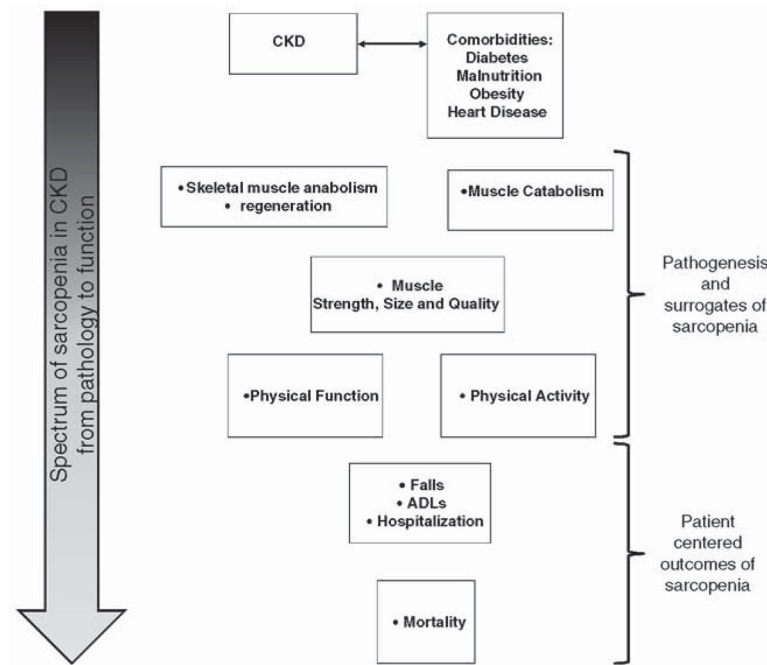 CKD
Comorbidities:
Diabetes
Malnutrition
Obesity
Heart Disease
Spectrum of sarcopenia in CKD
from pathology to function
•Skeletal muscle anabolism
• regeneration
•Muscle Catabolism
• Muscle
Strength, Size and Quality
•Physical Function
• Physical Activity
Pathogenesis
and
surrogates of
sarcopenia
• Falls
• ADLs
• Hospitalization
• Mortality
Patient
centered
outcomes of
sarcopenia